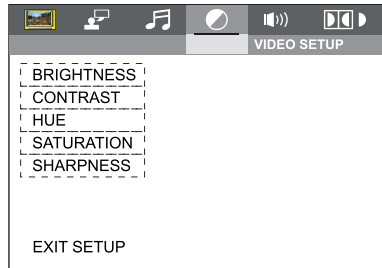 VIDEO SETUP
BRIGHTNESS
CONTRAST
HUE
SATURATION
SHARPNESS
EXIT SETUP